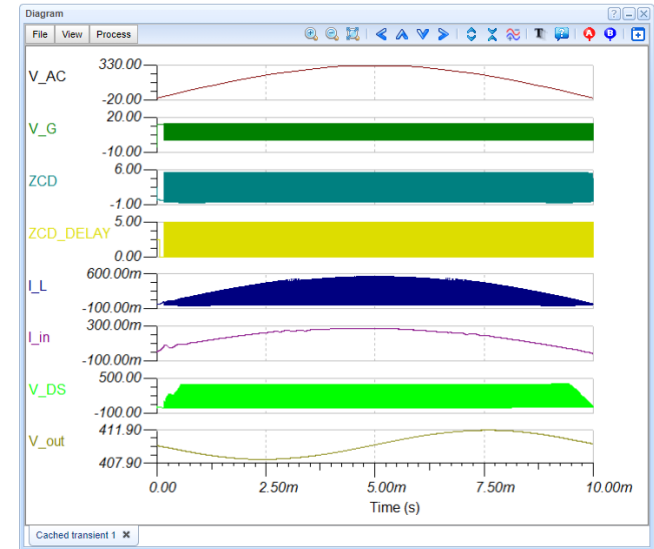 Diagram
File View Process
V_AC 330.00
-20.00
V_G 20.00
-10.00
ZCD 6.00
-1.00
ZCD_DELAY 5.00
0.00
I_L 600.00m
-100.00m
I_in 300.00m
-100.00m
V_DS 500.00
-100.00
V_out 411.90
407.90
0.00 2.50m 5.00m 7.50m 10.00m
Time (s)
Cached transient 1